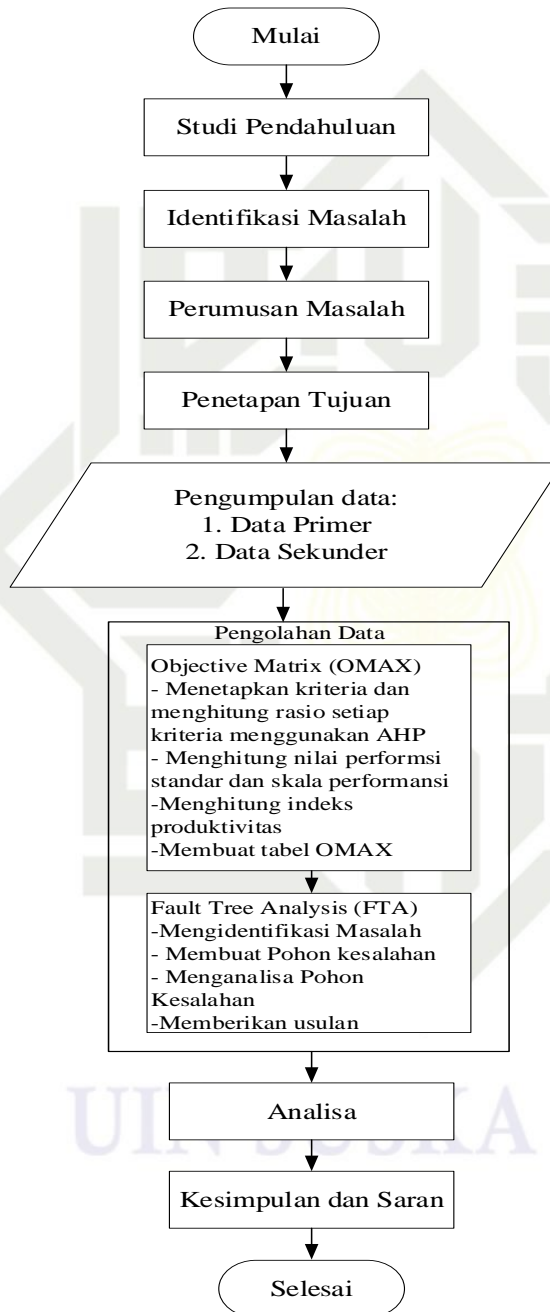 Mulai
Studi Pendahuluan
Identifikasi Masalah
Perumusan Masalah
Penetapan Tujuan
Pengumpulan data:
1. Data Primer
2. Data Sekunder
Pengolahan Data
Objective Matrix (OMAX)
- Menetapkan kriteria dan
menghitung rasio setiap
kriteria menggunakan AHP
- Menghitung nilai performsi
standar dan skala performansi
-Menghitung indeks
produktivitas
-Membuat tabel OMAX
Fault Tree Analysis (FTA)
-Mengidentifikasi Masalah
- Membuat Pohon kesalahan
- Menganalisa Pohon
Kesalahan
-Memberikan usulan
Analisa
UIN SUSKA
Kesimpulan dan Saran
Selesai